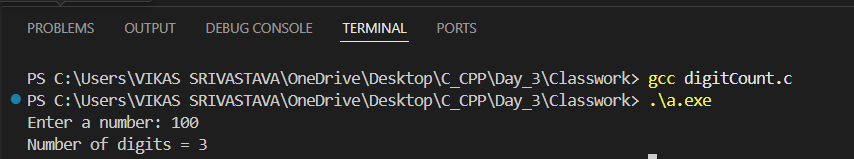 PROBLEMS OUTPUT DEBUG CONSOLE TERMINAL PORTS
PS C:\Users\VIKAS SRIVASTAVA\OneDrive\Desktop\C_CPP\Day_3\Classwork> gcc digitCount.c
PS C:\Users\VIKAS SRIVASTAVA\OneDrive\Desktop\C_CPP\Day_3\Classwork> .\a.exe
Enter a number: 100
Number of digits = 3